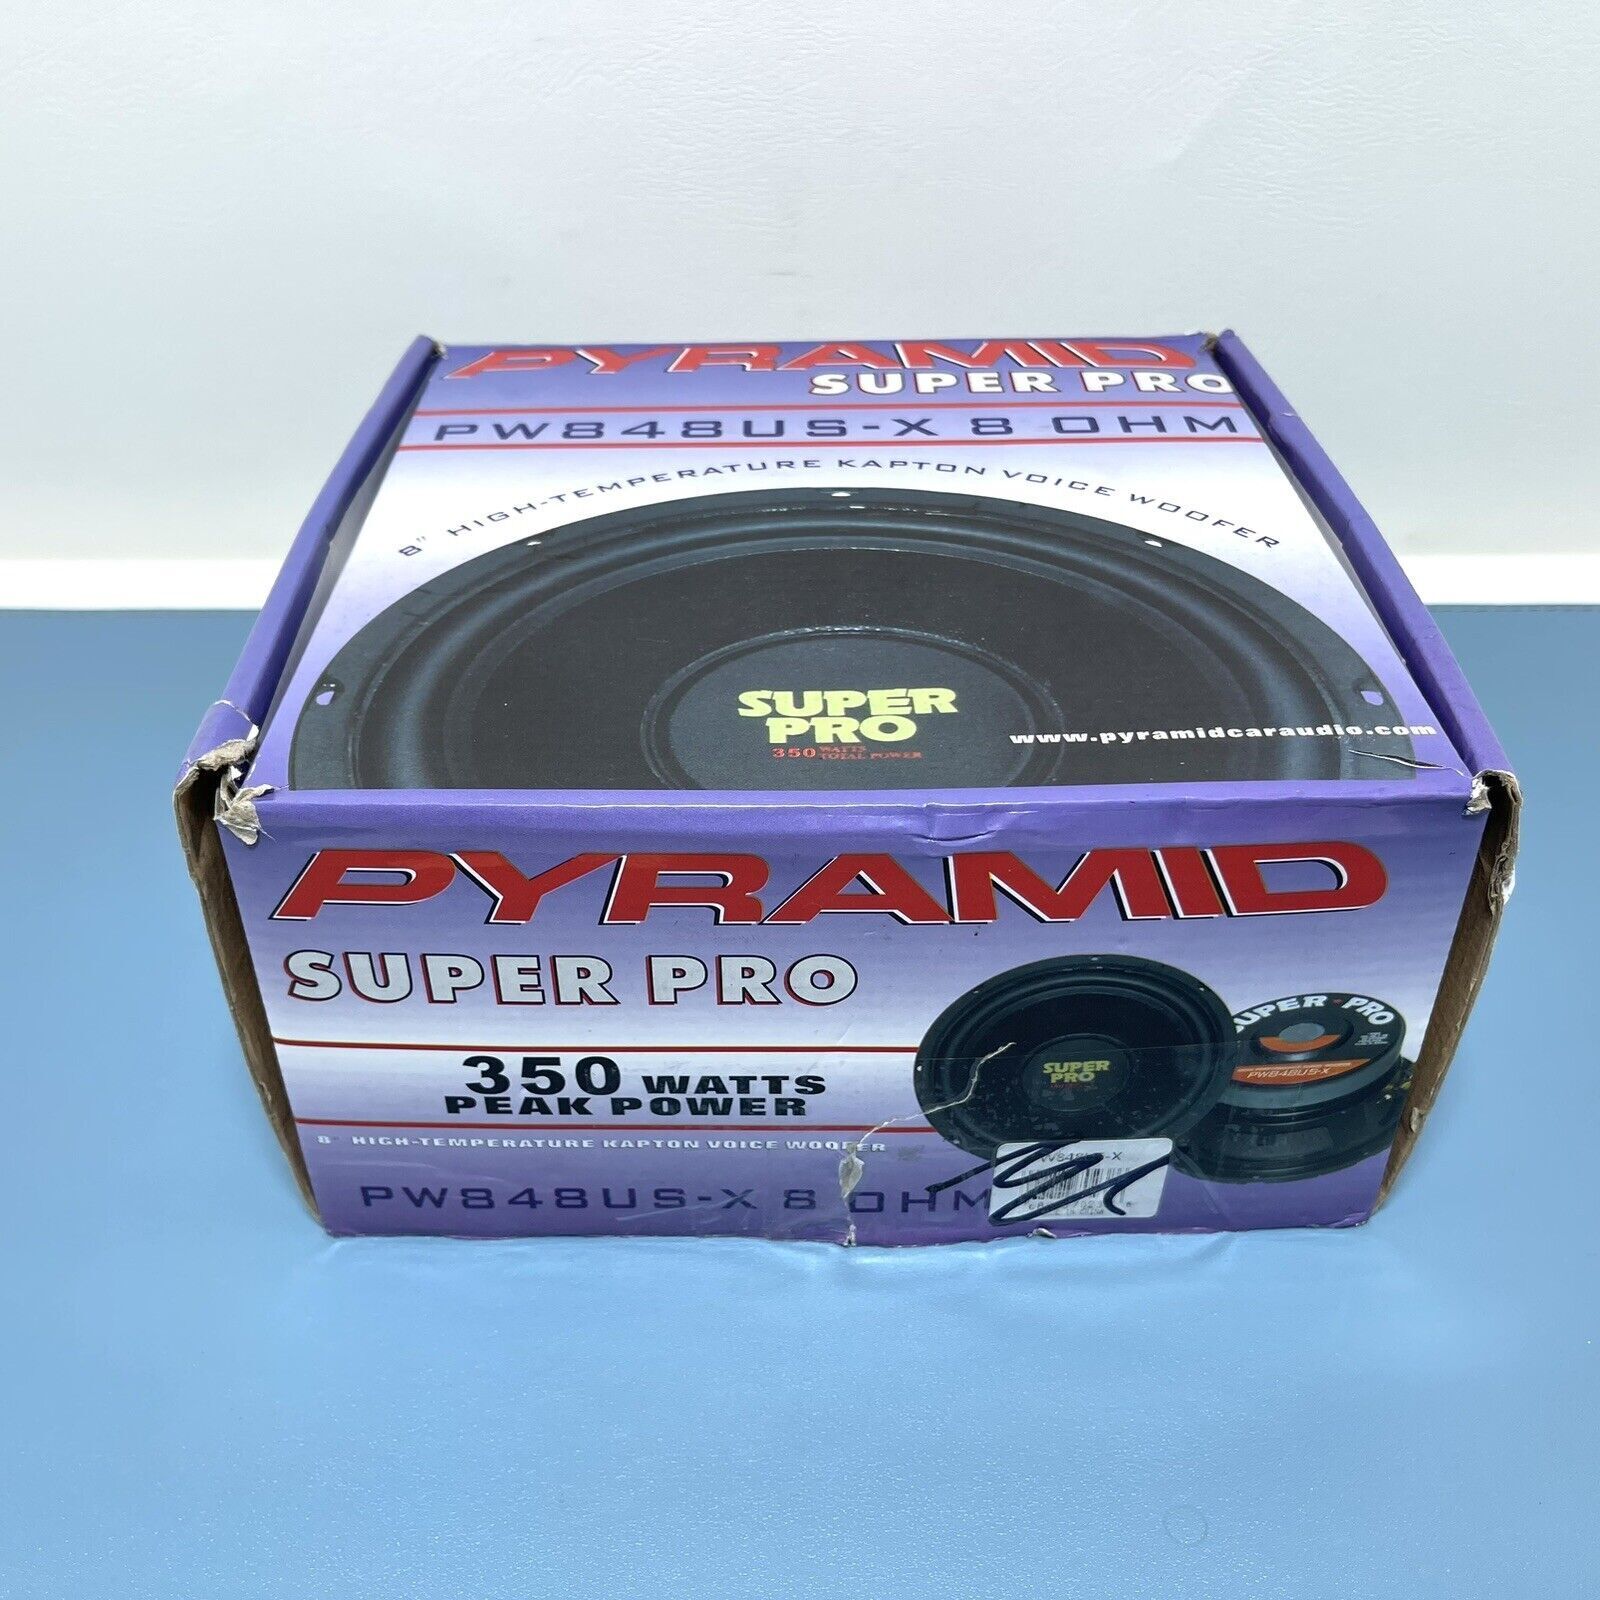 PYRAMID
SUPER PRO
PW848US-X 8 OHM
8" HIGH-TEMPERATURE KAPTON VOICE WOOFER
SUPER
PRO
350 WATTS
TOTAL POWER
www.pyramidcaraudio.com
PYRAMID
SUPER PRO
350 WATTS
PEAK POWER
8" HIGH-TEMPERATURE KAPTON VOICE WOOFER
PW848US-X 8 OHM
SUPER
PRO
SUPER PRO
PW848US-X
W848US-X